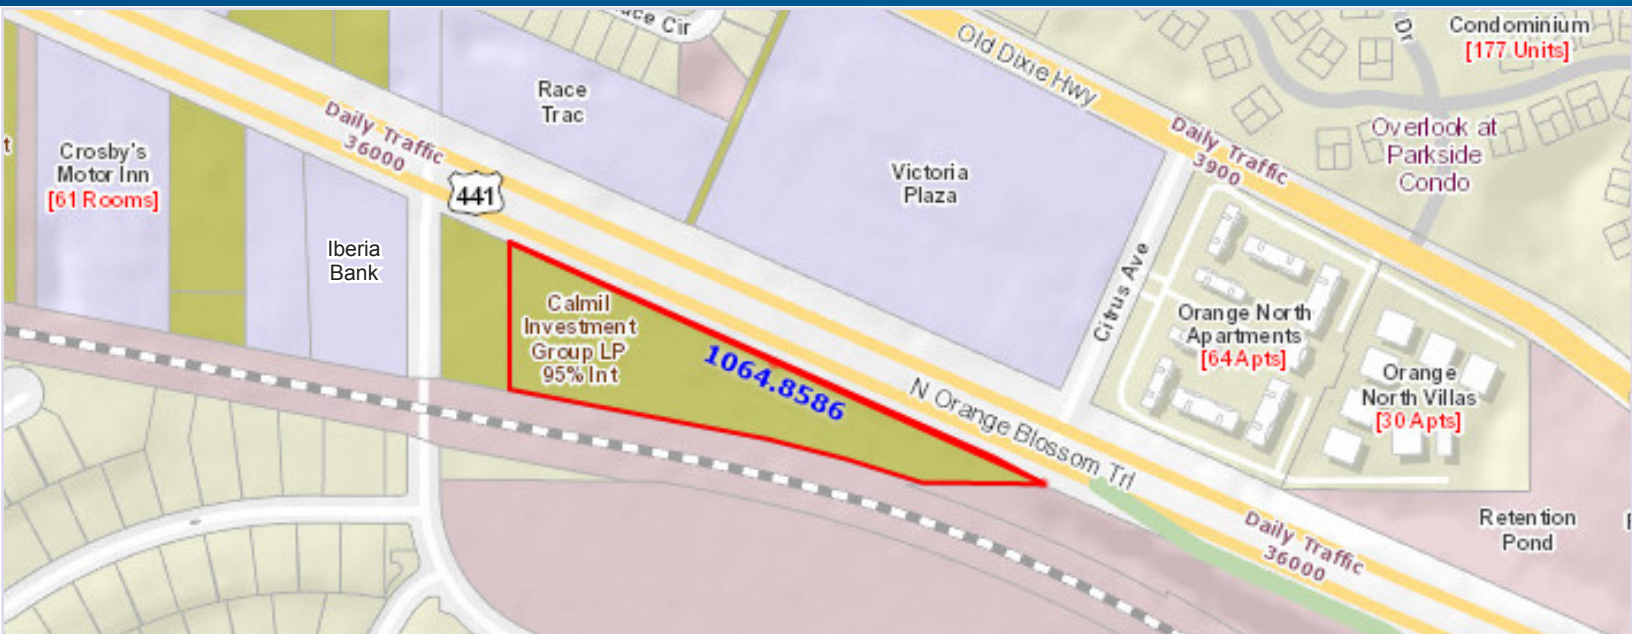 Cir
Dr
Condominium
[177 Units]
Old Dixie Hwy
Race
Trac
Daily Traffic
36000
Daily Traffic
3900
Overlook at
Parkside
Condo
t
Crosby's
Motor Inn
[61 Rooms]
441
Victoria
Plaza
Iberia
Bank
Citrus Ave
Calmil
Investment
Group LP
95% Int
1064.8586
Orange North
Apartments
[64 Apts]
Orange
North Villas
[30 Apts]
N Orange Blossom Trl
Daily Traffic
36000
Retention
Pond